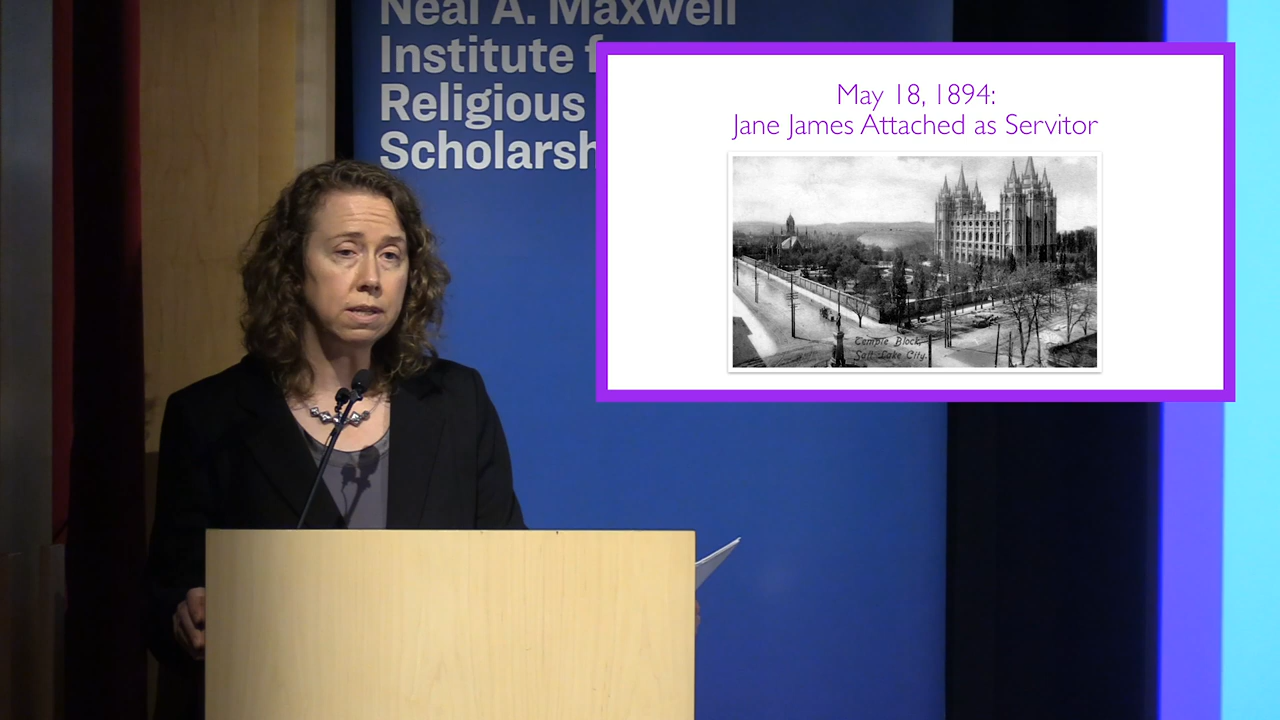 Neal A. Maxwell
Institute f
Religious
Scholarsh
May 18, 1894:
Jane James Attached as Servitor
Temple Block,
Salt Lake City.